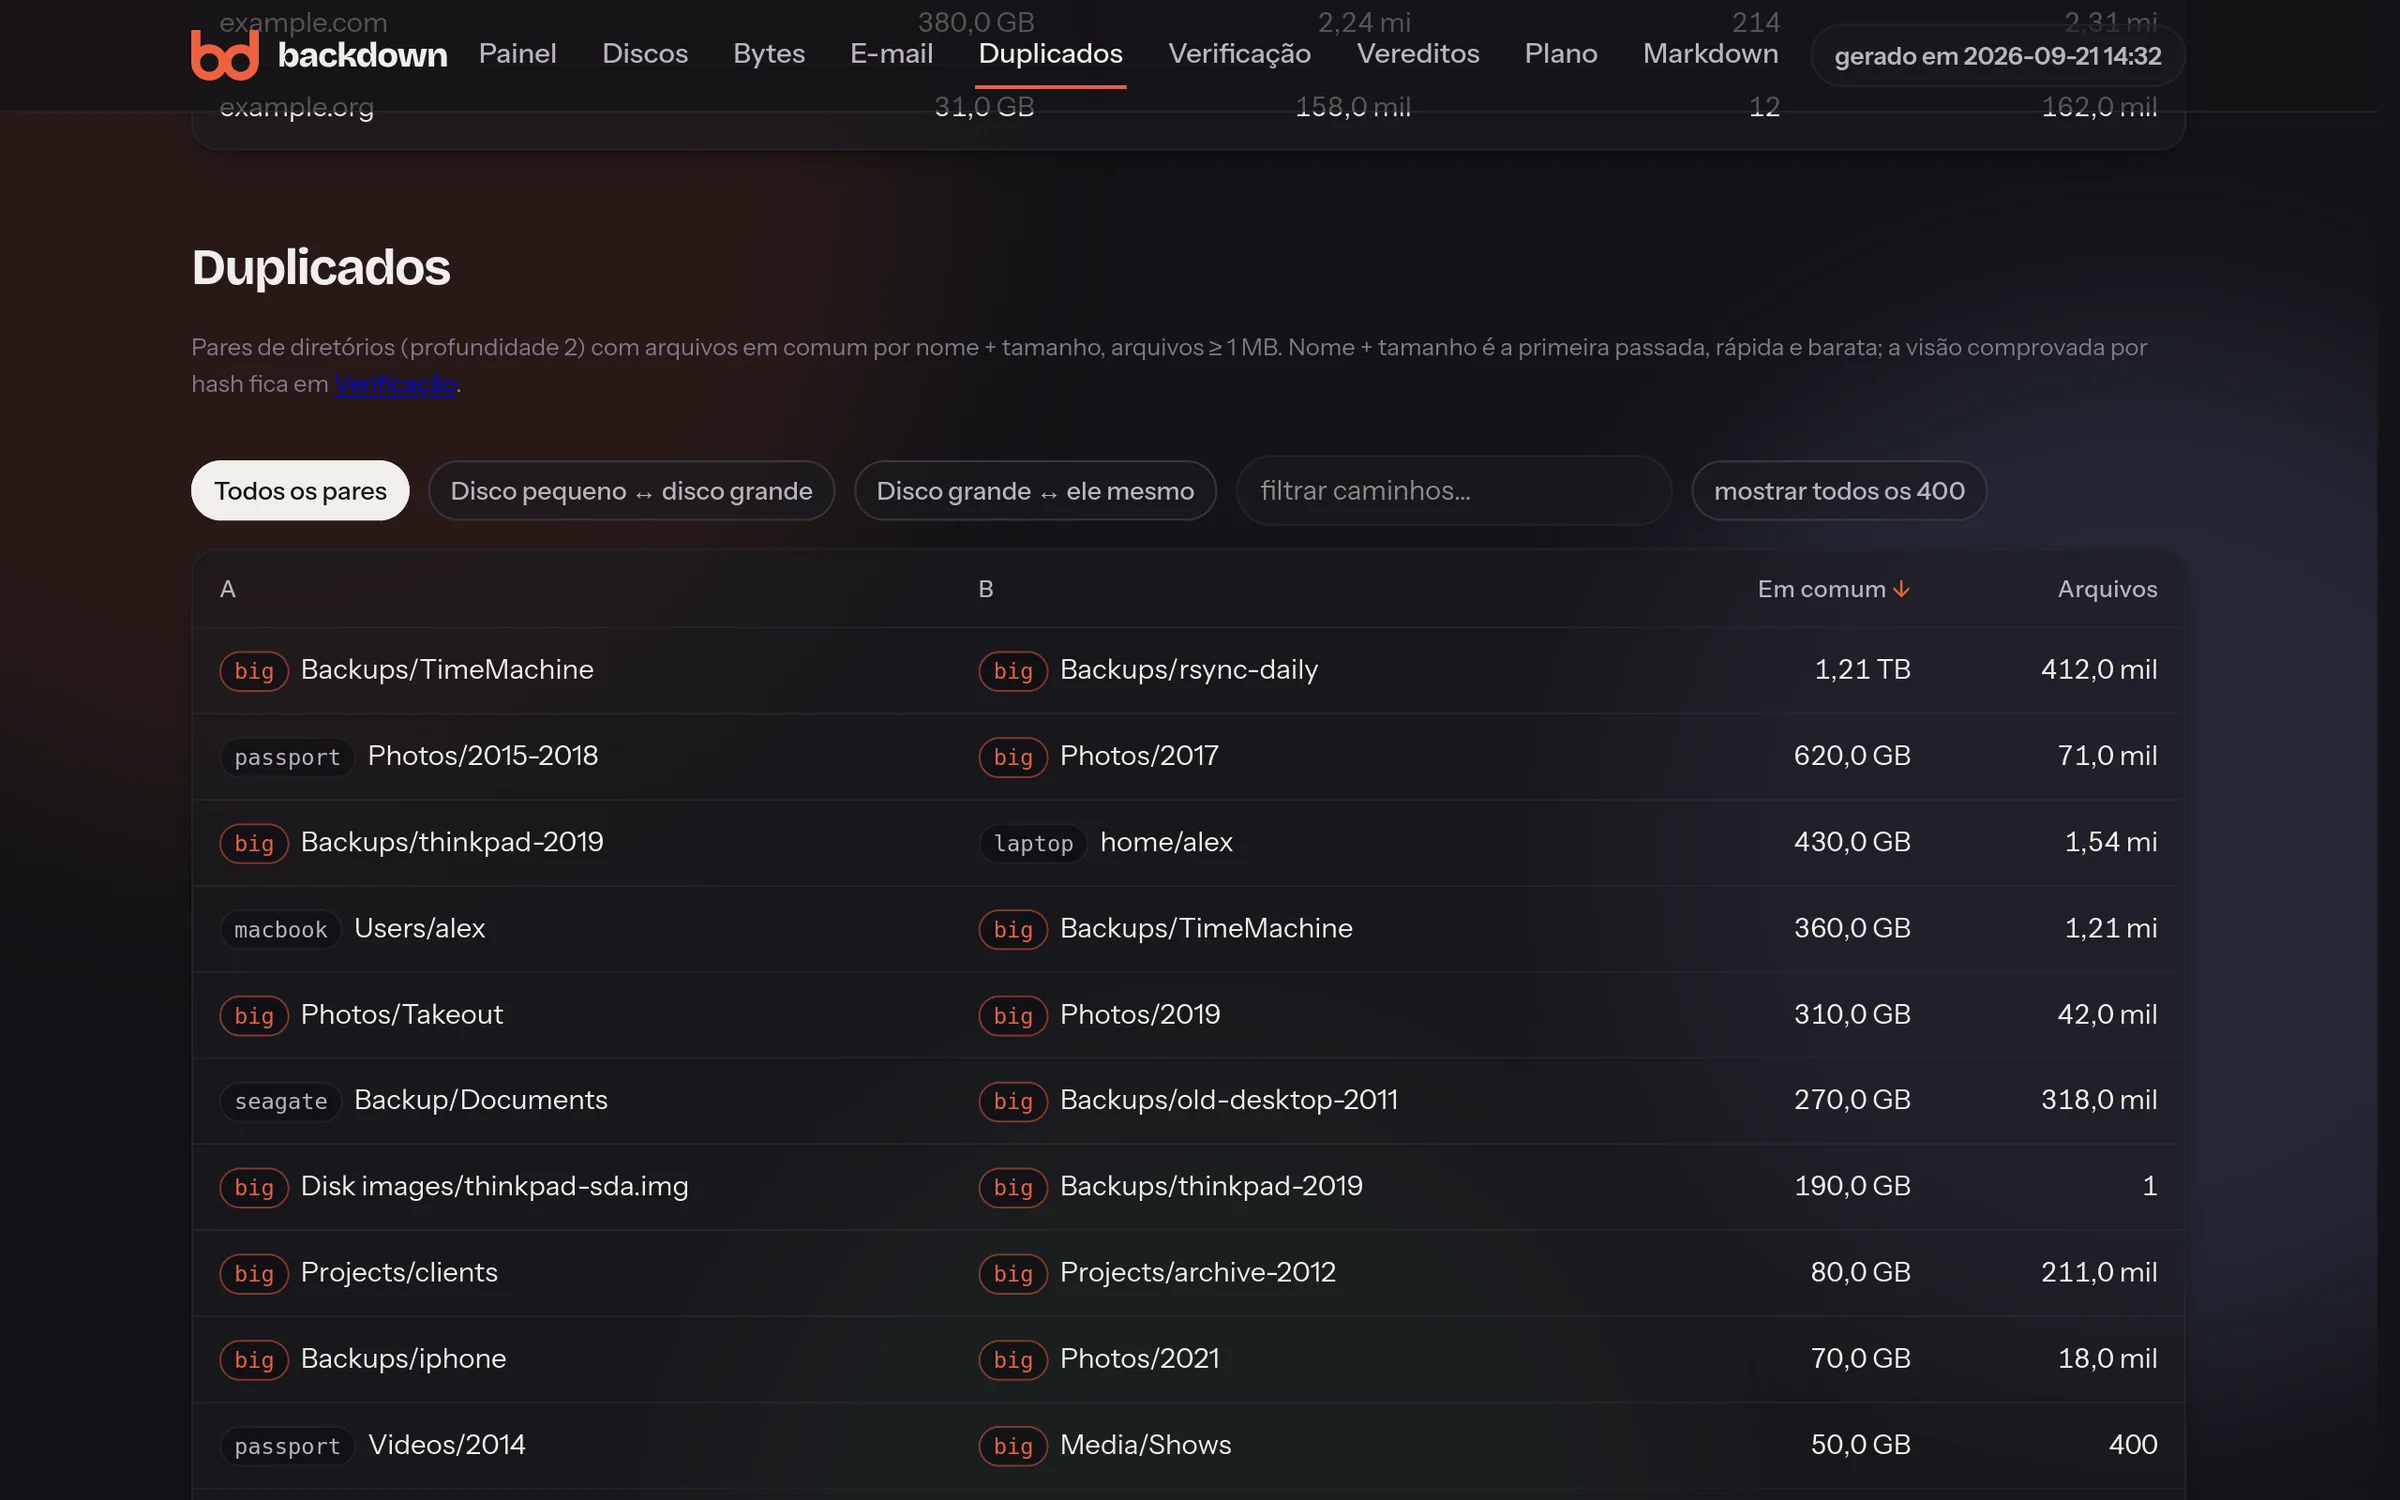 example.com 380,0 GB 2,24 mi 214 2,31 mi
bd backdown Painel Discos Bytes E-mail Duplicados Verificação Vereditos Plano Markdown gerado em 2026-09-21 14:32
example.org 31,0 GB 158,0 mil 12 162,0 mil
Duplicados
Pares de diretórios (profundidade 2) com arquivos em comum por nome + tamanho, arquivos ≥ 1 MB. Nome + tamanho é a primeira passada, rápida e barata; a visão comprovada por
hash fica em Verificação.
Todos os pares Disco pequeno ↔ disco grande Disco grande ↔ ele mesmo filtrar caminhos... mostrar todos os 400
A B Em comum ↓ Arquivos
big Backups/TimeMachine big Backups/rsync-daily 1,21 TB 412,0 mil
passport Photos/2015-2018 big Photos/2017 620,0 GB 71,0 mil
big Backups/thinkpad-2019 laptop home/alex 430,0 GB 1,54 mi
macbook Users/alex big Backups/TimeMachine 360,0 GB 1,21 mi
big Photos/Takeout big Photos/2019 310,0 GB 42,0 mil
seagate Backup/Documents big Backups/old-desktop-2011 270,0 GB 318,0 mil
big Disk images/thinkpad-sda.img big Backups/thinkpad-2019 190,0 GB 1
big Projects/clients big Projects/archive-2012 80,0 GB 211,0 mil
big Backups/iphone big Photos/2021 70,0 GB 18,0 mil
passport Videos/2014 big Media/Shows 50,0 GB 400